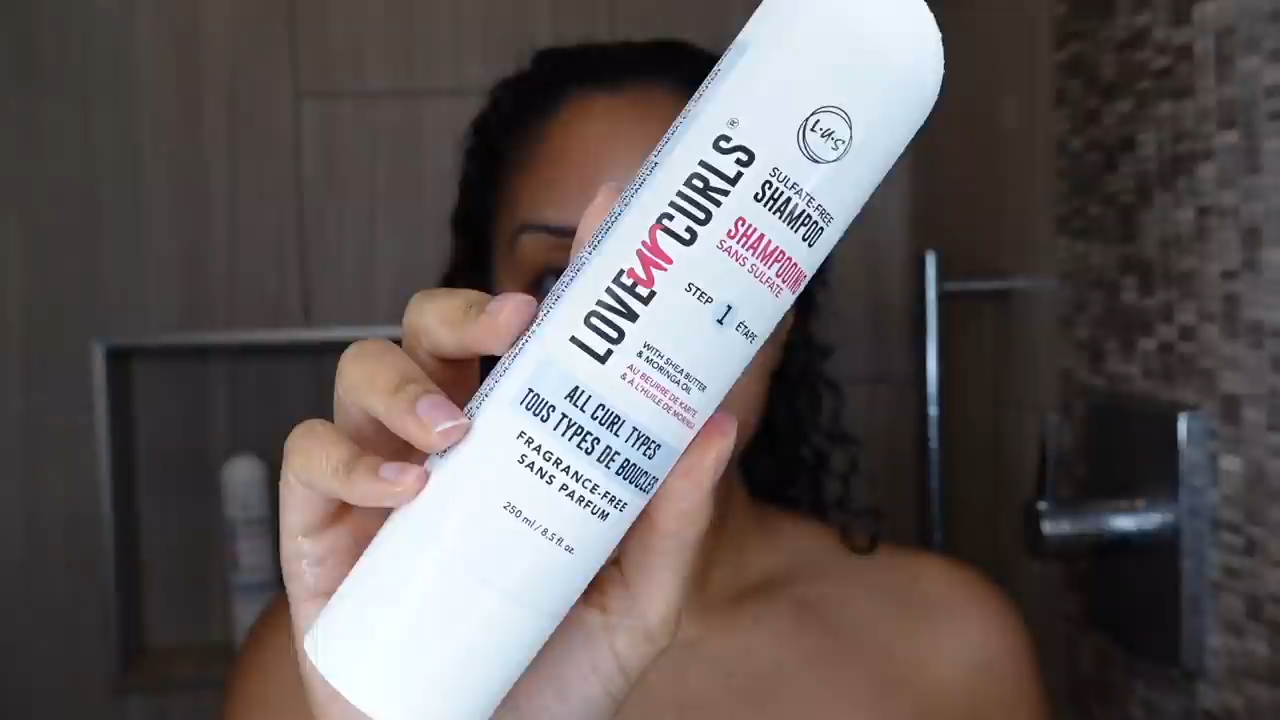 L·U·S
SULFATE-FREE
SHAMPOO
SHAMPOOING
SANS SULFATE
LOVE ur CURLS®
STEP 1 ÉTAPE
WITH SHEA BUTTER
& MORINGA OIL
AU BEURRE DE KARITÉ
& À L'HUILE DE MORINGA
ALL CURL TYPES
TOUS TYPES DE BOUCLES
FRAGRANCE-FREE
SANS PARFUM
250 ml / 8,5 fl. oz.